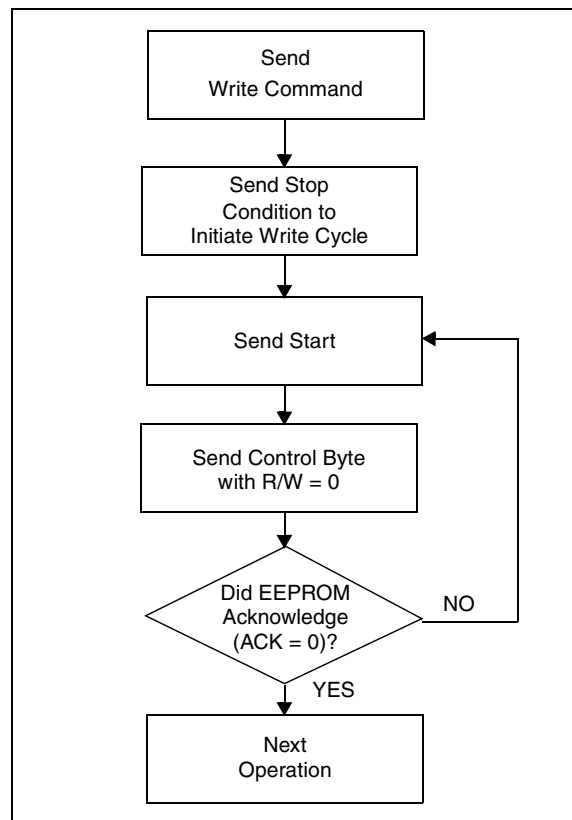 Send
Write Command
Send Stop
Condition to
Initiate Write Cycle
Send Start
Send Control Byte
with R/W = 0
Did EEPROM
Acknowledge
(ACK = 0)?
NO
YES
Next
Operation